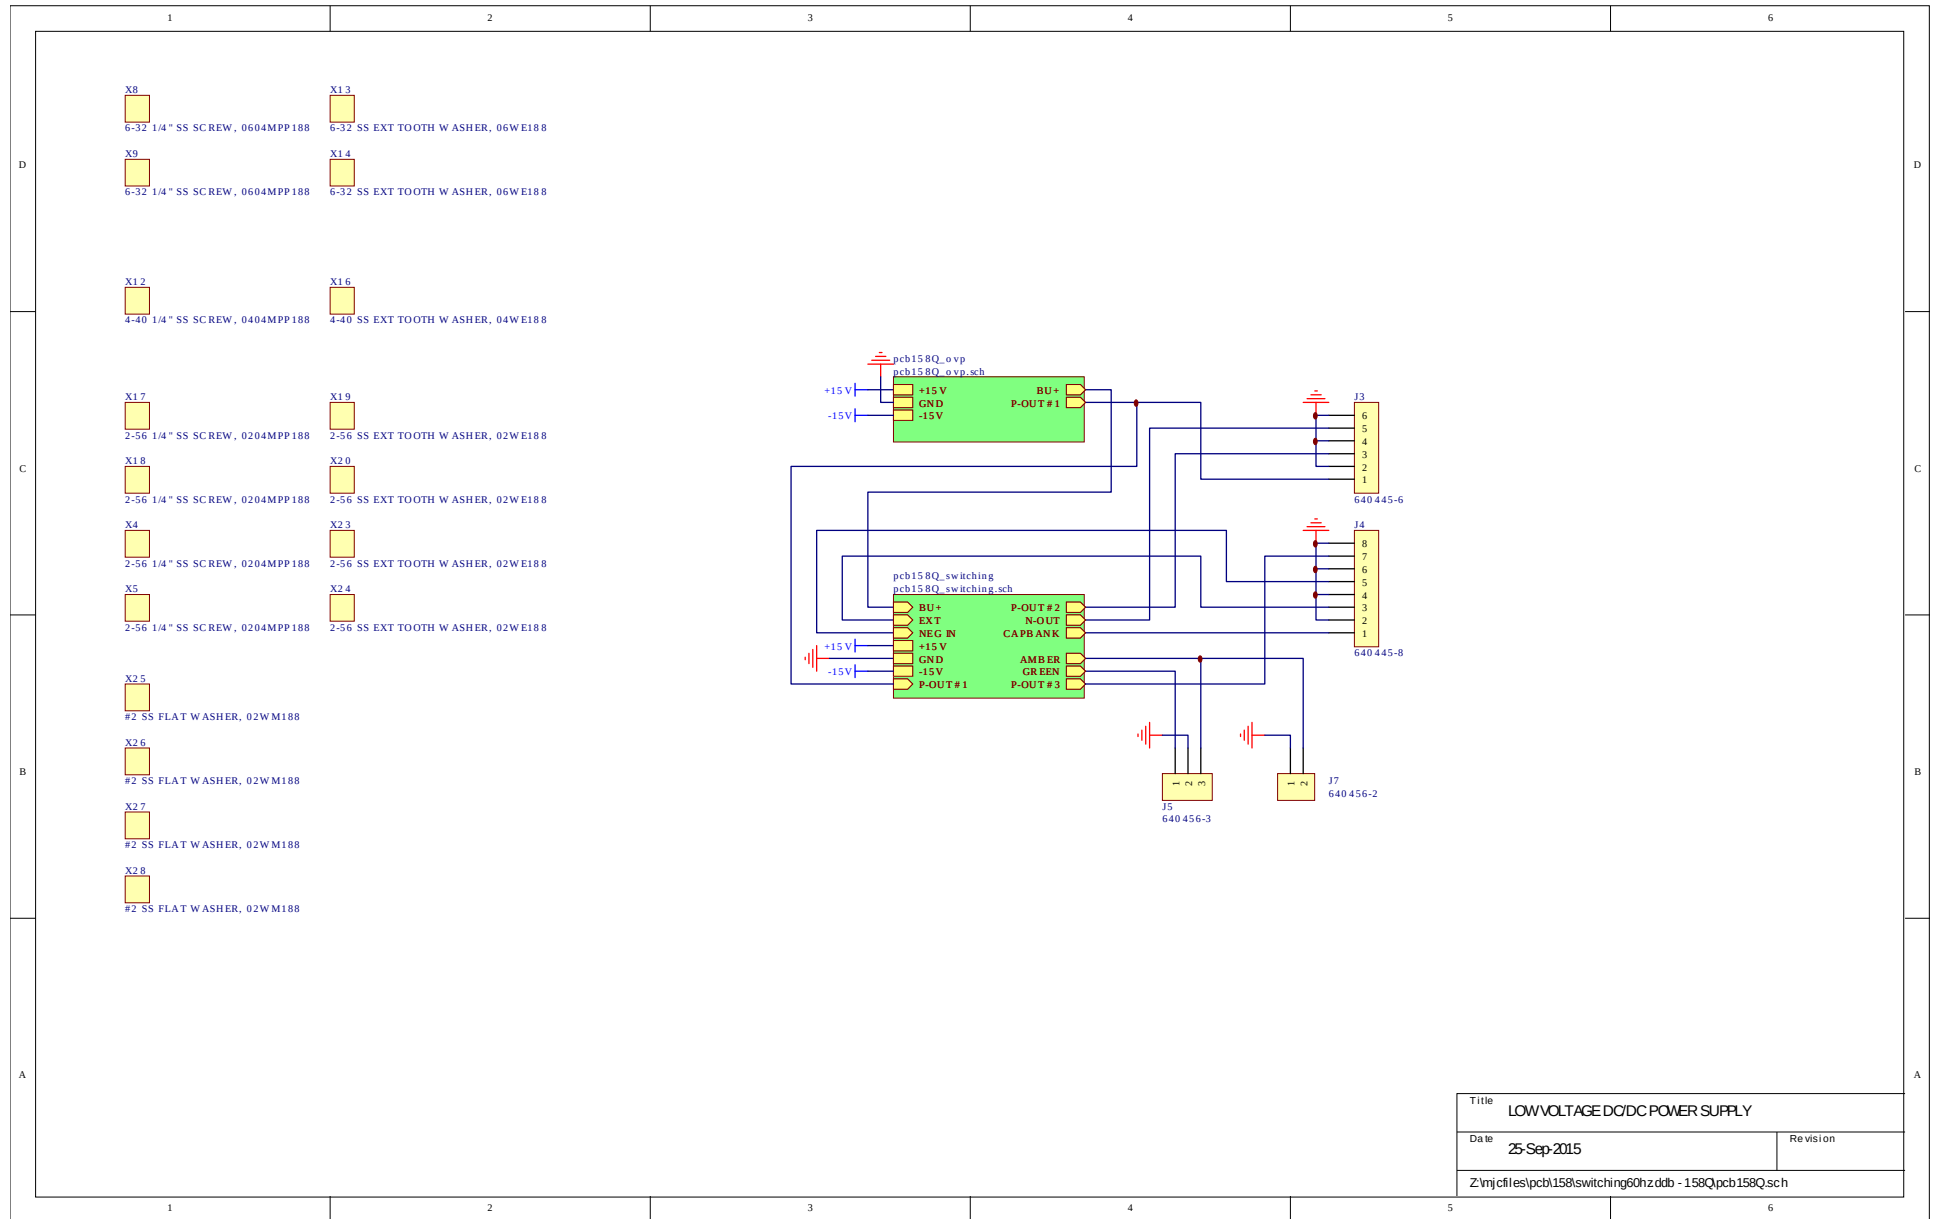 1 2 3 4 5 6
D D
C C
B B
A A
X8
6-32 1/4" SS SCREW, 0604MPP188
X13
6-32 SS EXT TOOTH WASHER, 06WE188
X9
6-32 1/4" SS SCREW, 0604MPP188
X14
6-32 SS EXT TOOTH WASHER, 06WE188
X12
4-40 1/4" SS SCREW, 0404MPP188
X16
4-40 SS EXT TOOTH WASHER, 04WE188
X17
2-56 1/4" SS SCREW, 0204MPP188
X19
2-56 SS EXT TOOTH WASHER, 02WE188
X18
2-56 1/4" SS SCREW, 0204MPP188
X20
2-56 SS EXT TOOTH WASHER, 02WE188
X4
2-56 1/4" SS SCREW, 0204MPP188
X23
2-56 SS EXT TOOTH WASHER, 02WE188
X5
2-56 1/4" SS SCREW, 0204MPP188
X24
2-56 SS EXT TOOTH WASHER, 02WE188
X25
#2 SS FLAT WASHER, 02WM188
X26
#2 SS FLAT WASHER, 02WM188
X27
#2 SS FLAT WASHER, 02WM188
X28
#2 SS FLAT WASHER, 02WM188
pcb158Q_ovp
pcb158Q_ovp.sch
+15V +15V BU+
GND P-OUT#1
-15V -15V
J3
6
5
4
3
2
1
640445-6
J4
8
7
6
5
4
3
2
1
640445-8
pcb158Q_switching
pcb158Q_switching.sch
BU+ P-OUT#2
EXT N-OUT
NEG IN CAPBANK
+15V +15V
GND AMBER
-15V -15V GREEN
P-OUT#1 P-OUT#3
1 2 3
J5
640456-3
1 2
J7
640456-2
Title
LOW VOLTAGE DC/DC POWER SUPPLY
Date
25-Sep-2015
Revision
Z:\mjcfiles\pcb\158\switching60hzddb - 158Q\pcb158Q.sch
1 2 3 4 5 6